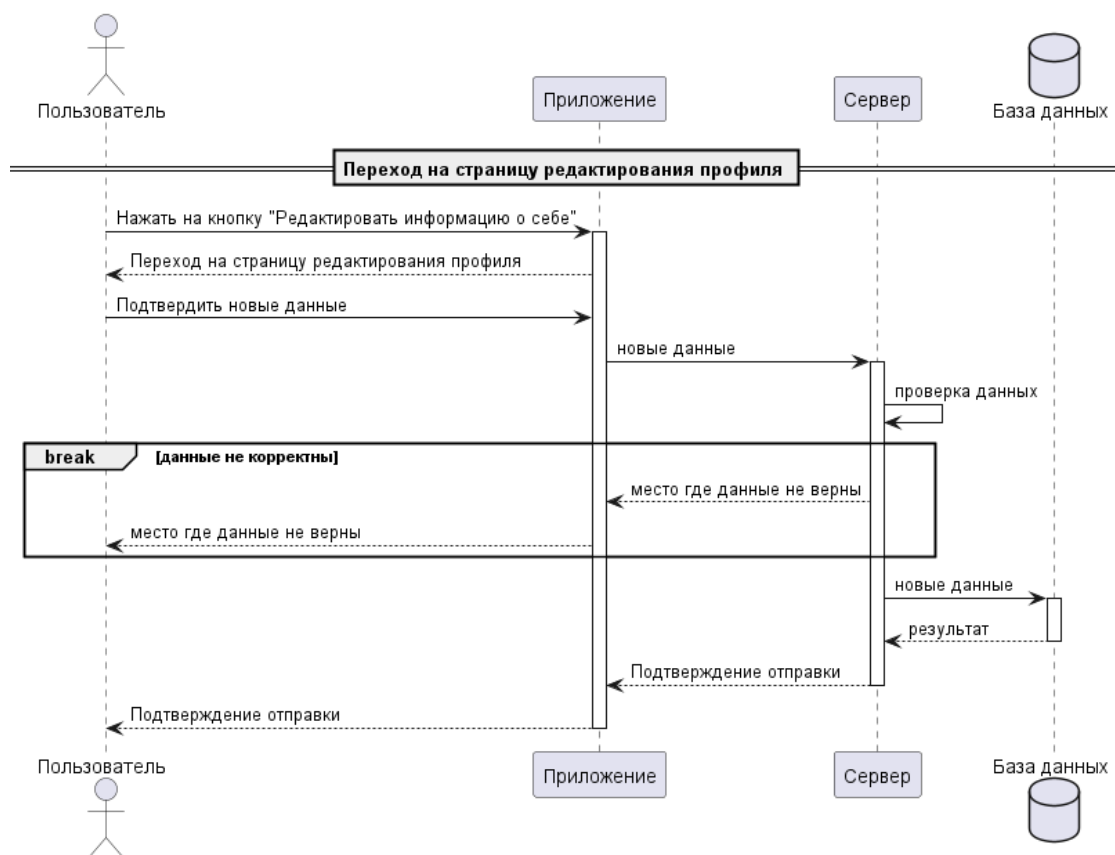 Пользователь
Приложение
Сервер
База данных
Переход на страницу редактирования профиля
Нажать на кнопку "Редактировать информацию о себе"
Переход на страницу редактирования профиля
Подтвердить новые данные
новые данные
проверка данных
break [данные не корректны]
место где данные не верны
место где данные не верны
новые данные
результат
Подтверждение отправки
Подтверждение отправки
Пользователь
Приложение
Сервер
База данных